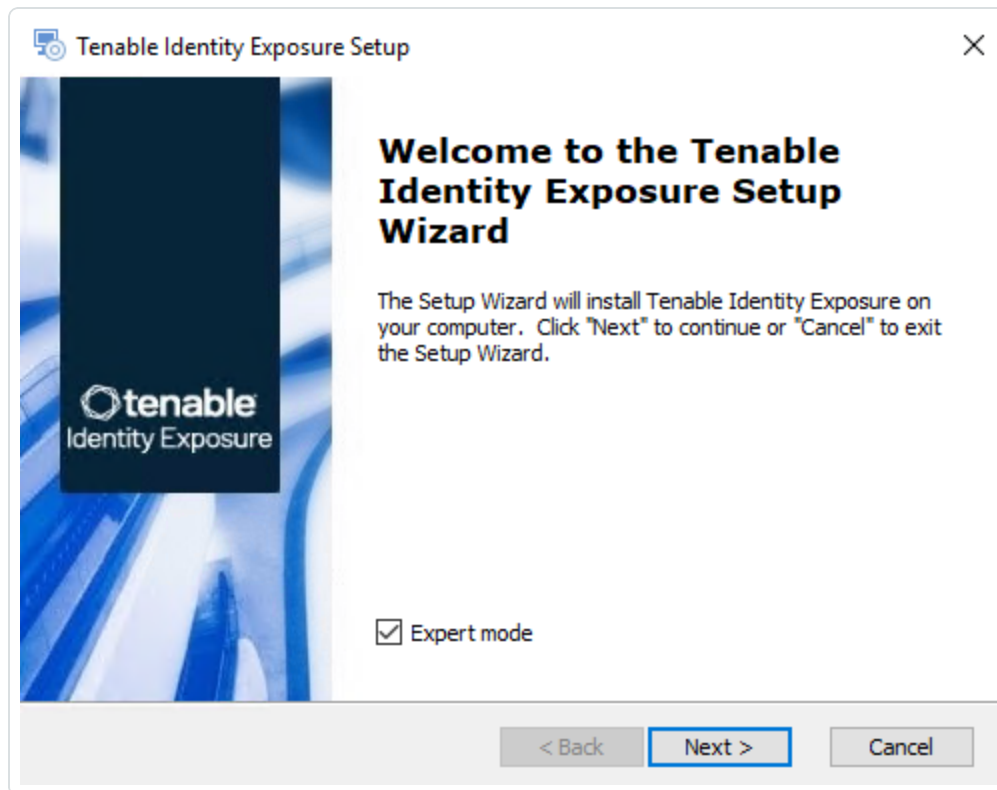 Tenable Identity Exposure Setup
Welcome to the Tenable
Identity Exposure Setup
Wizard
The Setup Wizard will install Tenable Identity Exposure on
your computer. Click "Next" to continue or "Cancel" to exit
the Setup Wizard.
tenable
Identity Exposure
Expert mode
< Back
Next >
Cancel